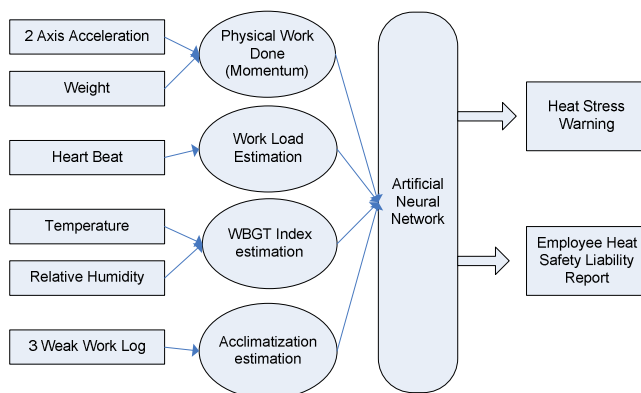 2 Axis Acceleration
Weight
Heart Beat
Temperature
Relative Humidity
3 Weak Work Log
Physical Work
Done
(Momentum)
Work Load
Estimation
WBGT Index
estimation
Acclimatization
estimation
Artificial
Neural
Network
Heat Stress
Warning
Employee Heat
Safety Liability
Report